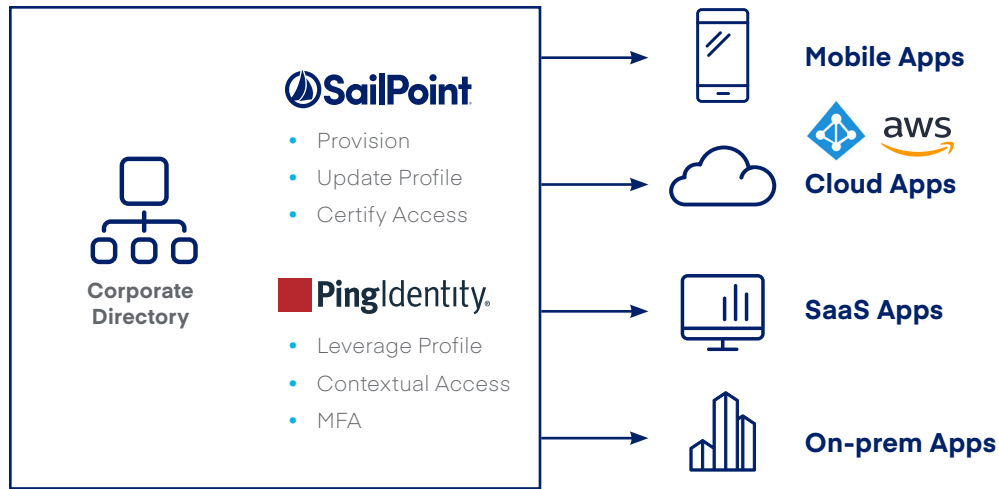 SailPoint
• Provision
• Update Profile
• Certify Access
Corporate
Directory
PingIdentity®
• Leverage Profile
• Contextual Access
• MFA
Mobile Apps
aws
Cloud Apps
SaaS Apps
On-prem Apps